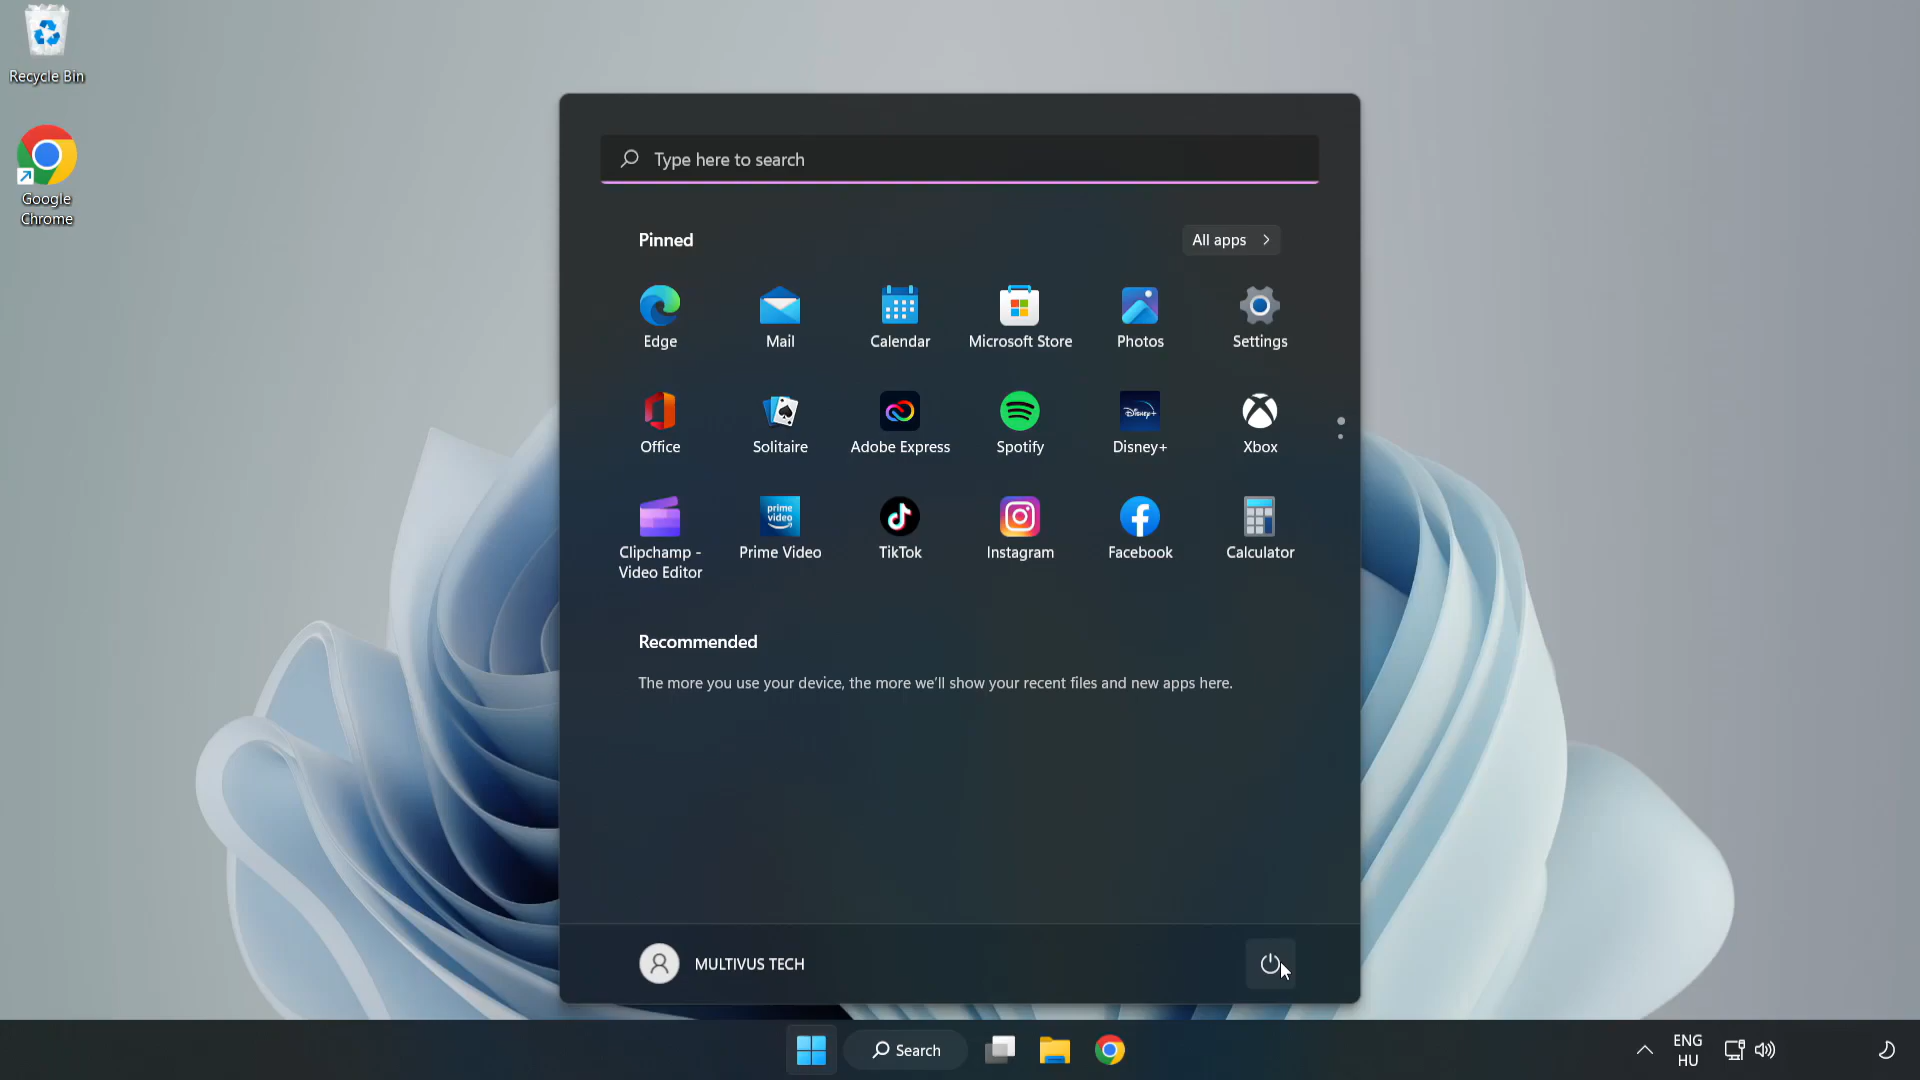 Recycle Bin
Google
Chrome
Type here to search
Pinned
All apps
Edge
Mail
Calendar
Microsoft Store
Photos
Settings
Office
Solitaire
Adobe Express
Spotify
Disney+
Disney+
Xbox
prime
video
Clipchamp -
Video Editor
Prime Video
TikTok
Instagram
Facebook
Calculator
Recommended
The more you use your device, the more we'll show your recent files and new apps here.
MULTIVUS TECH
Search
ENG
HU